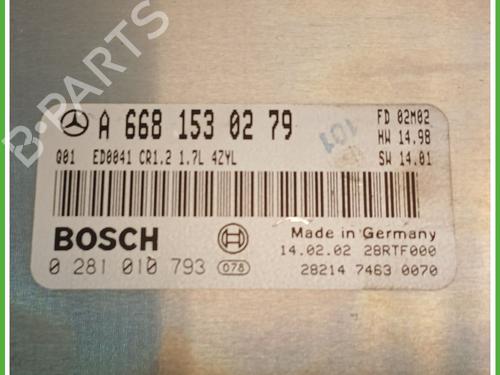 B-PARTS
A 668 153 02 79
FD 02M02
HW 14.98
SW 14.01
101
Q01 ED0041 CR1.2 1.7L 4ZYL
BOSCH
Made in Germany
14.02.02 28RTF000
0 281 010 793 078
28214 7463 0070